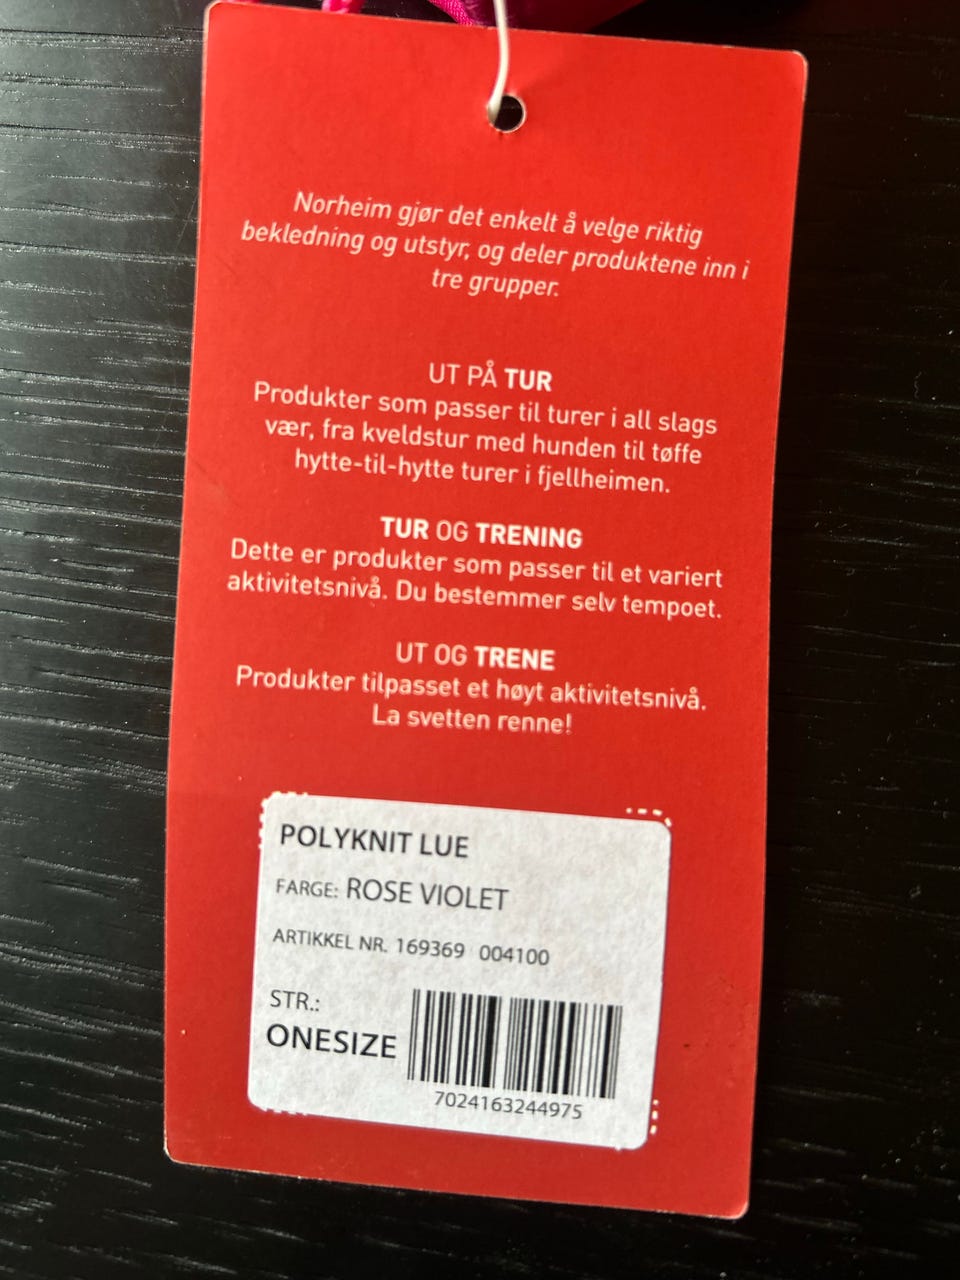 Norheim gjør det enkelt å velge riktig
bekledning og utstyr, og deler produktene inn i
tre grupper.
UT PÅ TUR
Produkter som passer til turer i all slags
vær, fra kveldstur med hunden til tøffe
hytte-til-hytte turer i fjellheimen.
TUR OG TRENING
Dette er produkter som passer til et variert
aktivitetsnivå. Du bestemmer selv tempoet.
UT OG TRENE
Produkter tilpasset et høyt aktivitetsnivå.
La svetten renne!
POLYKNIT LUE
FARGE: ROSE VIOLET
ARTIKKEL NR. 169369 004100
STR.:
ONESIZE
7024163244975